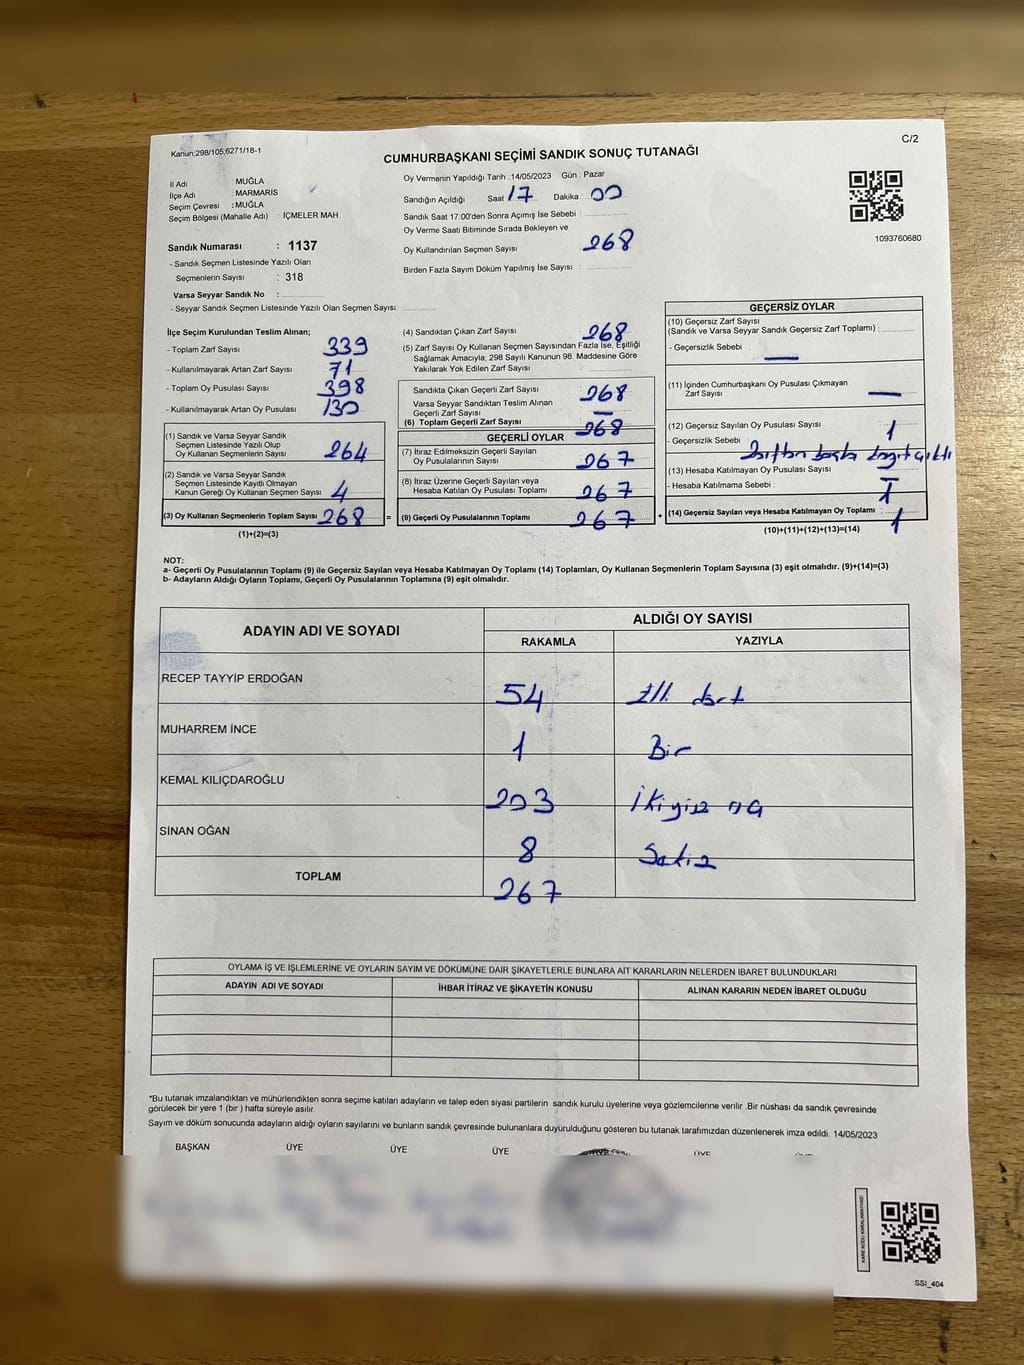 C/2
Kanun:298/105,6271/18-1
CUMHURBAŞKANI SEÇİMİ SANDIK SONUÇ TUTANAĞI
İl Adı : MUĞLA
İlçe Adı : MARMARİS
Seçim Çevresi : MUĞLA
Seçim Bölgesi (Mahalle Adı) : İÇMELER MAH.
Sandık Numarası : 1137
- Sandık Seçmen Listesinde Yazılı Olan
Seçmenlerin Sayısı : 318
Varsa Seyyar Sandık No :
- Seyyar Sandık Seçmen Listesinde Yazılı Olan Seçmen Sayısı:
Oy Vermenin Yapıldığı Tarih :14/05/2023 Gün : Pazar
Sandığın Açıldığı Saat 17 Dakika : 00
Sandık Saat 17:00'den Sonra Açımış İse Sebebi :
Oy Verme Saati Bitiminde Sırada Bekleyen ve
Oy Kullandırılan Seçmen Sayısı 268
Birden Fazla Sayım Döküm Yapılmış İse Sayısı :
1093760680
İlçe Seçim Kurulundan Teslim Alınan;
- Toplam Zarf Sayısı 339
- Kullanılmayarak Artan Zarf Sayısı 71
- Toplam Oy Pusulası Sayısı 398
- Kullanılmayarak Artan Oy Pusulası 130
(1) Sandık ve Varsa Seyyar Sandık
Seçmen Listesinde Yazılı Olup
Oy Kullanan Seçmenlerin Sayısı 264
(2) Sandık ve Varsa Seyyar Sandık
Seçmen Listesinde Kayıtlı Olmayan
Kanun Gereği Oy Kullanan Seçmen Sayısı 4
(3) Oy Kullanan Seçmenlerin Toplam Sayısı 268 =
(1)+(2)=(3)
(4) Sandıktan Çıkan Zarf Sayısı 268
(5) Zarf Sayısı Oy Kullanan Seçmen Sayısından Fazla İse, Eşitliği
Sağlamak Amacıyla, 298 Sayılı Kanunun 98. Maddesine Göre
Yakılarak Yok Edilen Zarf Sayısı
Sandıkta Çıkan Geçerli Zarf Sayısı 268
Varsa Seyyar Sandıktan Teslim Alınan
Geçerli Zarf Sayısı —
(6) Toplam Geçerli Zarf Sayısı 268
GEÇERLİ OYLAR
(7) İtiraz Edilmeksizin Geçerli Sayılan
Oy Pusulalarının Sayısı 267
(8) İtiraz Üzerine Geçerli Sayılan veya
Hesaba Katılan Oy Pusulası Toplamı 267
(9) Geçerli Oy Pusulalarının Toplamı 267 +
GEÇERSİZ OYLAR
(10) Geçersiz Zarf Sayısı
(Sandık ve Varsa Seyyar Sandık Geçersiz Zarf Toplamı) :
- Geçersizlik Sebebi : —
(11) İçinden Cumhurbaşkanı Oy Pusulası Çıkmayan
Zarf Sayısı —
(12) Geçersiz Sayılan Oy Pusulası Sayısı 1
- Geçersizlik Sebebi başka çıktı
(13) Hesaba Katılmayan Oy Pusulası Sayısı
- Hesaba Katılmama Sebebi :
(14) Geçersiz Sayılan veya Hesaba Katılmayan Oy Toplamı : 1
(10)+(11)+(12)+(13)=(14)
NOT:
a- Geçerli Oy Pusulalarının Toplamı (9) ile Geçersiz Sayılan veya Hesaba Katılmayan Oy Toplamı (14) Toplamları, Oy Kullanan Seçmenlerin Toplam Sayısına (3) eşit olmalıdır. (9)+(14)=(3)
b- Adayların Aldığı Oyların Toplamı, Geçerli Oy Pusulalarının Toplamına (9) eşit olmalıdır.
ADAYIN ADI VE SOYADI ALDIĞI OY SAYISI
RAKAMLA YAZIYLA
RECEP TAYYİP ERDOĞAN 54 Elli dört
MUHARREM İNCE 1 Bir
KEMAL KILIÇDAROĞLU 203 İkiyüz
SİNAN OĞAN 8 Sekiz
TOPLAM 267
OYLAMA İŞ VE İŞLEMLERİNE VE OYLARIN SAYIM VE DÖKÜMÜNE DAİR ŞİKAYETLERLE BUNLARA AİT KARARLARIN NELERDEN İBARET BULUNDUKLARI
ADAYIN ADI VE SOYADI İHBAR İTİRAZ VE ŞİKAYETİN KONUSU ALINAN KARARIN NEDEN İBARET OLDUĞU
*Bu tutanak imzalandıktan ve mühürlendikten sonra seçime katılan adayların ve talep eden siyasi partilerin sandık kurulu üyelerine veya gözlemcilerine verilir .Bir nüshası da sandık çevresinde
görülecek bir yere 1 (bir ) hafta süreyle asılır.
Sayım ve döküm sonucunda adayların aldığı oyların sayılarını ve bunların sandık çevresinde bulunanlara duyurulduğunu gösteren bu tutanak tarafımızdan düzenlenerek imza edildi. 14/05/2023
BAŞKAN ÜYE ÜYE ÜYE ÜYE
SSI_404